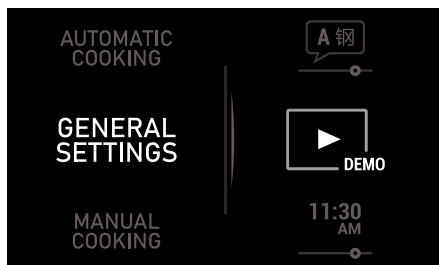 AUTOMATIC
COOKING
A 钢
GENERAL
SETTINGS
DEMO
MANUAL
COOKING
11:30
AM